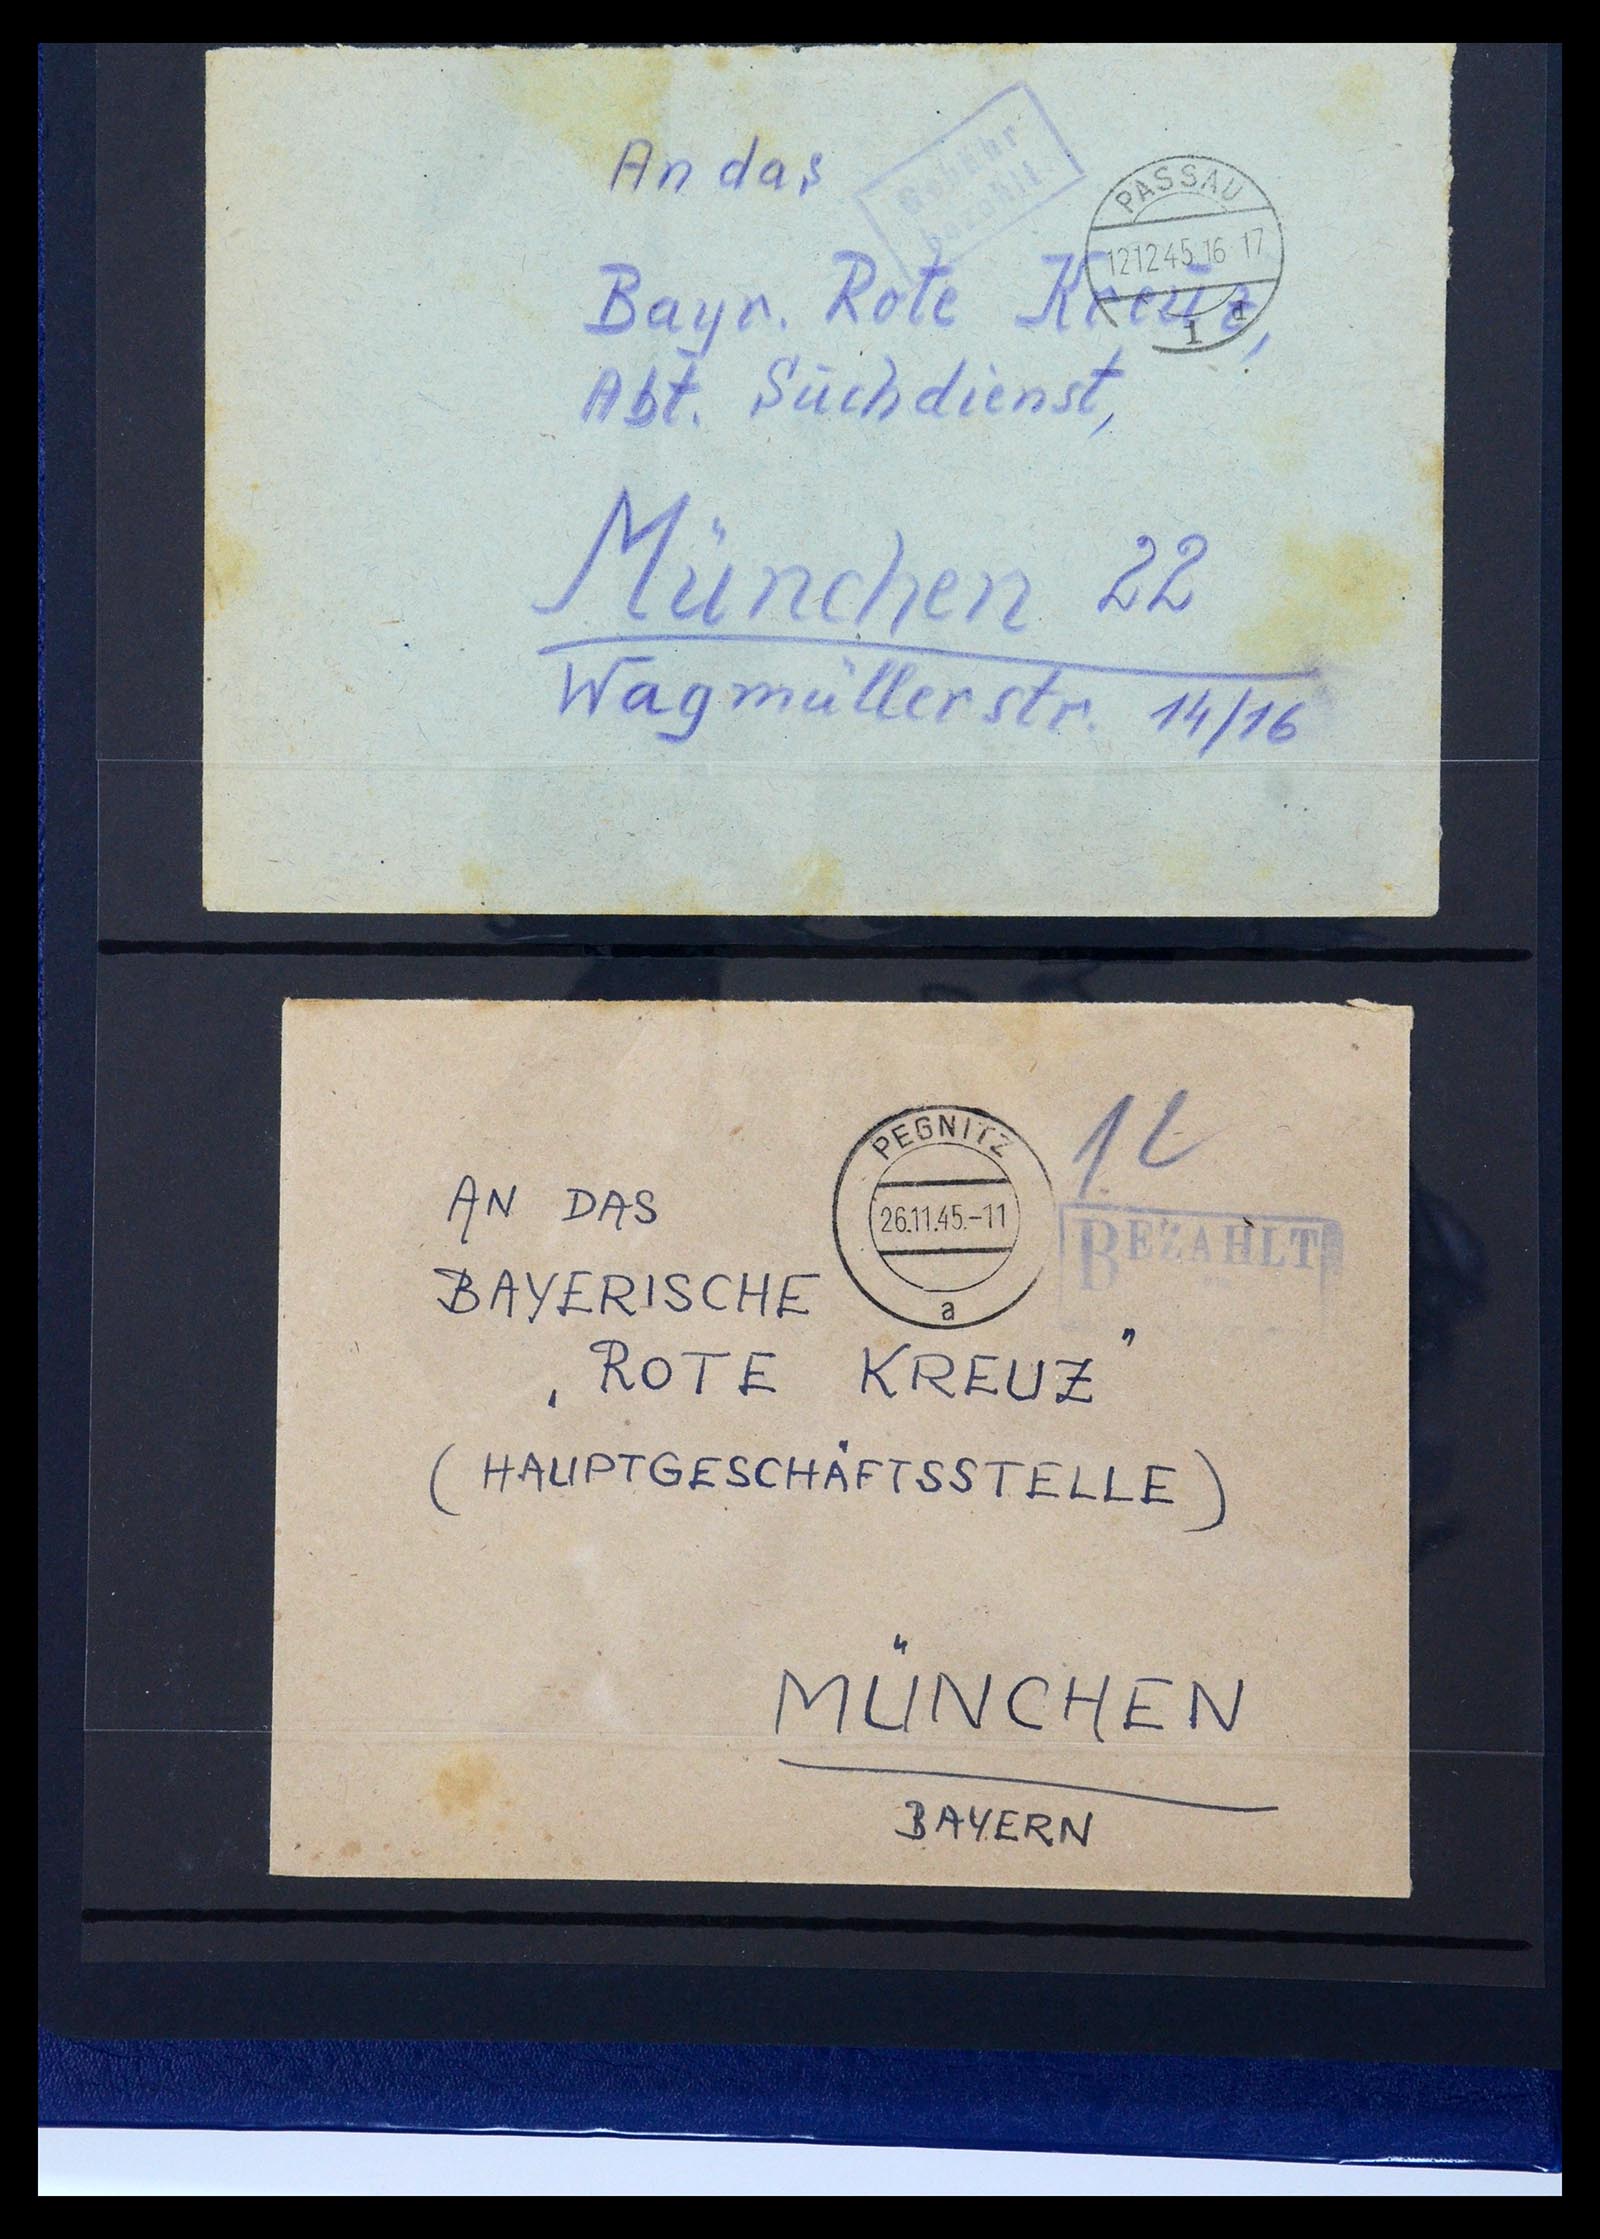 An das
Gebühr
bezahlt.
PASSAU
12.12.45.16-17
1 d
Bayr. Rote Kreuz,
Abt. Suchdienst,
München 22
Wagmüllerstr. 14/16
PEGNITZ
26.11.45.-11
a
12
BEZAHLT
AN DAS
BAYERISCHE
„ROTE KREUZ"
(HAUPTGESCHÄFTSSTELLE)
MÜNCHEN
BAYERN